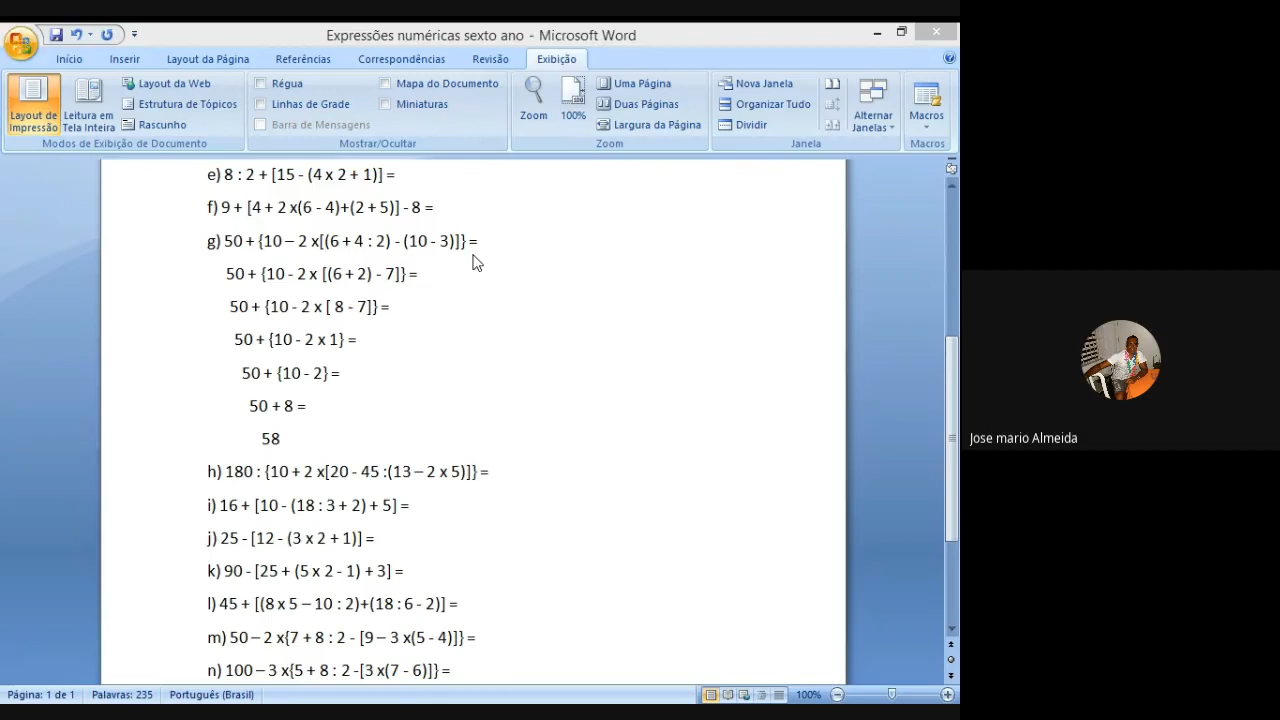 Expressões numéricas sexto ano - Microsoft Word
Início Inserir Layout da Página Referências Correspondências Revisão Exibição
Layout de Impressão
Leitura em Tela Inteira
Layout da Web
Estrutura de Tópicos
Rascunho
Modos de Exibição de Documento
Régua
Linhas de Grade
Barra de Mensagens
Mapa do Documento
Miniaturas
Mostrar/Ocultar
Zoom
100%
Uma Página
Duas Páginas
Largura da Página
Zoom
Nova Janela
Organizar Tudo
Dividir
Alternar Janelas
Janela
Macros
Macros
e) 8 : 2 + [15 - (4 x 2 + 1)] =
f) 9 + [4 + 2 x(6 - 4)+(2 + 5)] - 8 =
g) 50 + {10 – 2 x[(6 + 4 : 2) - (10 - 3)]} =
50 + {10 - 2 x [(6 + 2) - 7]} =
50 + {10 - 2 x [ 8 - 7]} =
50 + {10 - 2 x 1} =
50 + {10 - 2} =
50 + 8 =
58
h) 180 : {10 + 2 x[20 - 45 :(13 – 2 x 5)]} =
i) 16 + [10 - (18 : 3 + 2) + 5] =
j) 25 - [12 - (3 x 2 + 1)] =
k) 90 - [25 + (5 x 2 - 1) + 3] =
l) 45 + [(8 x 5 – 10 : 2)+(18 : 6 - 2)] =
m) 50 – 2 x{7 + 8 : 2 - [9 – 3 x(5 - 4)]} =
n) 100 – 3 x{5 + 8 : 2 -[3 x(7 - 6)]} =
Página: 1 de 1 Palavras: 235 Português (Brasil) 100%
Jose mario Almeida